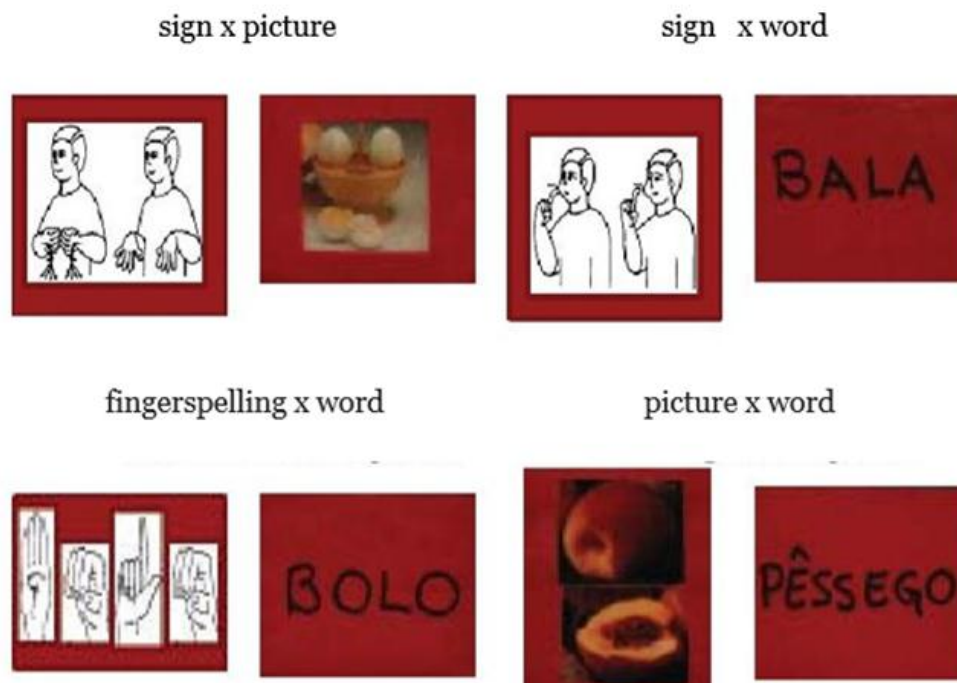 sign x picture
sign x word
BALA
fingerspelling x word
BOLO
picture x word
PÊSSEGO